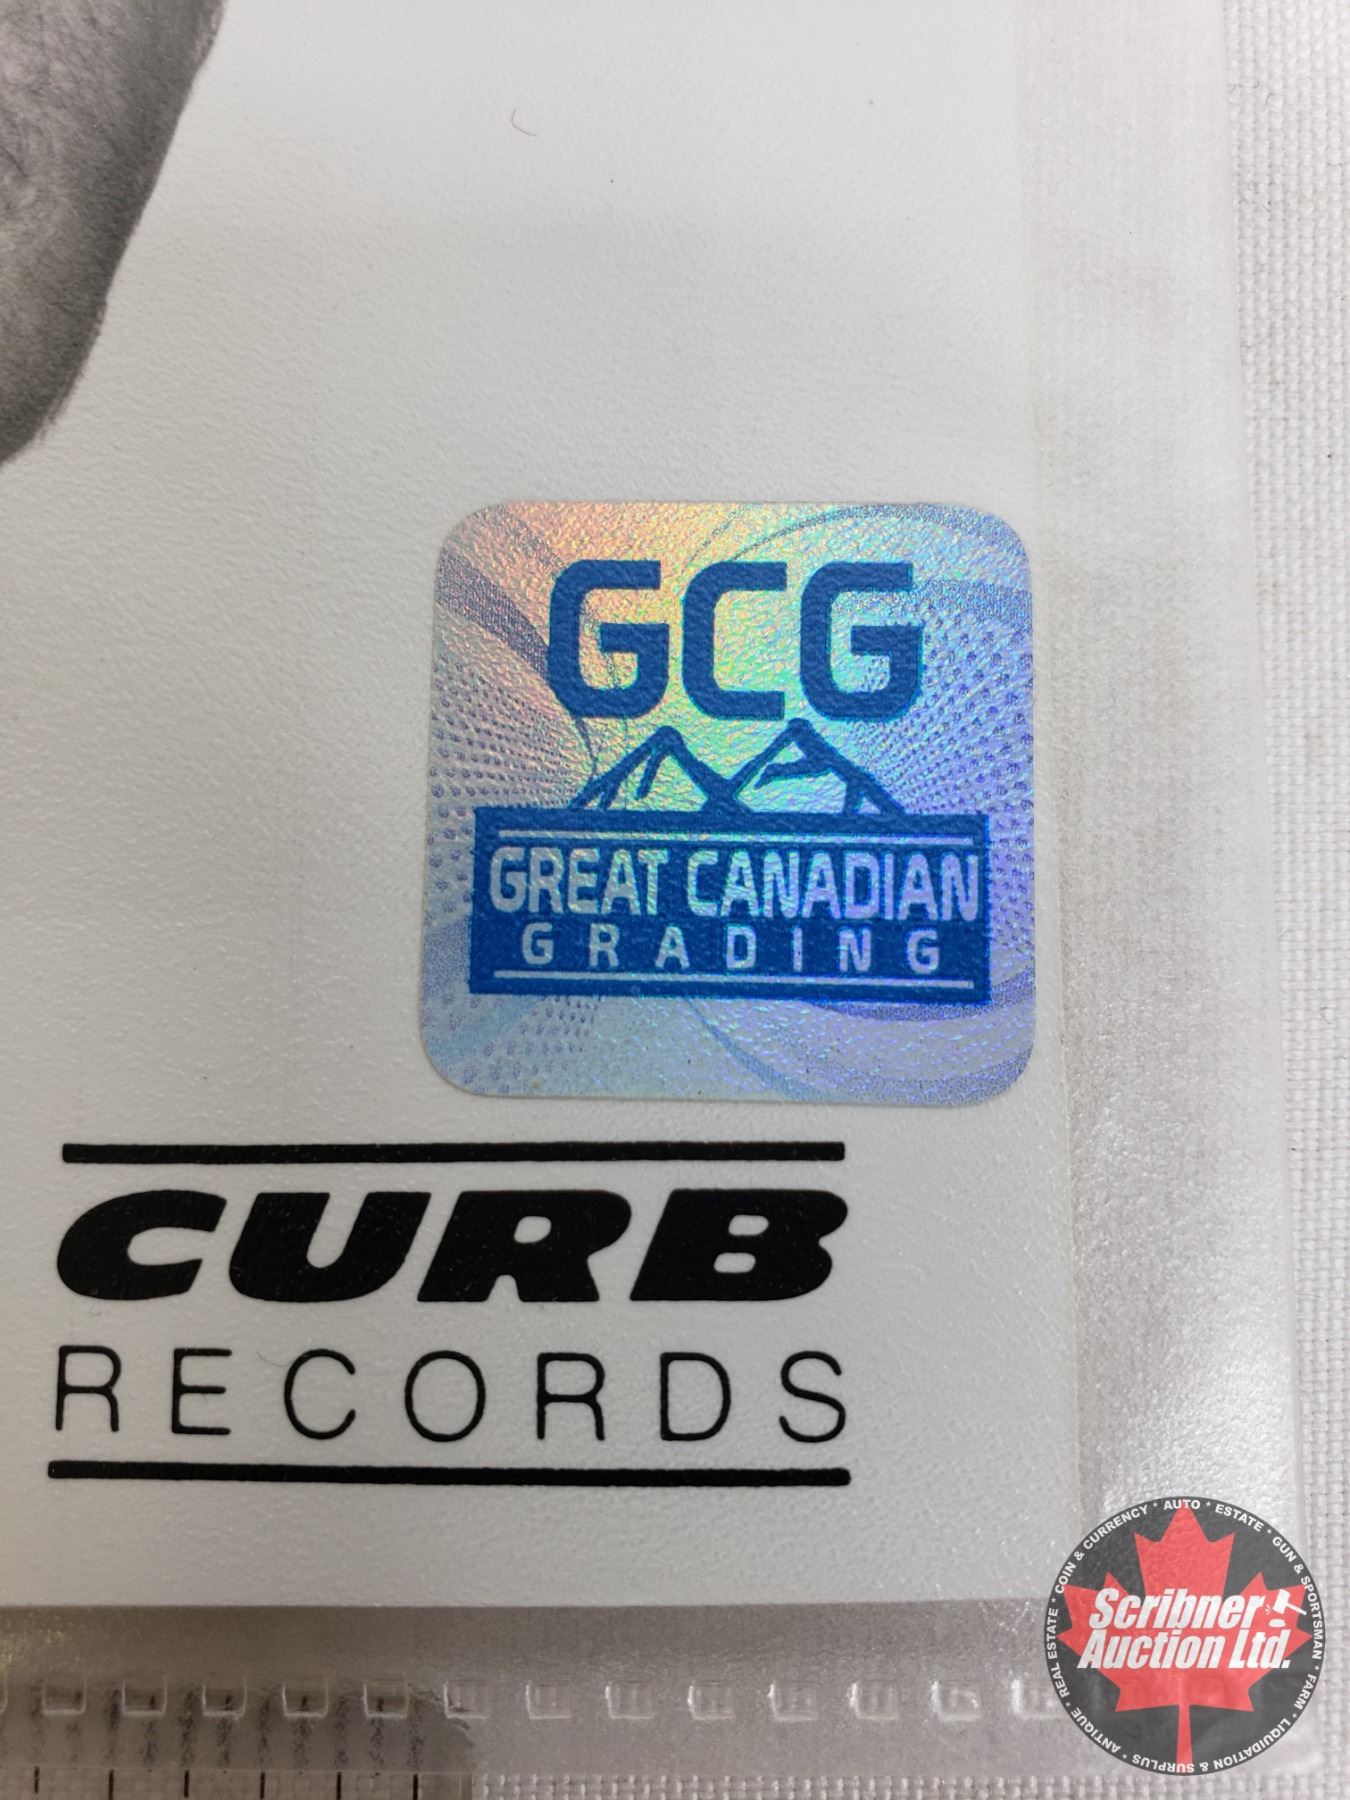 GCG
GREAT CANADIAN
GRADING
CURB
RECORDS
COIN & CURRENCY * AUTO * ESTATE * GUN & SPORTSMAN * FARM * LIQUIDATION & SURPLUS * ANTIQUE * REAL ESTATE *
Scribner
Auction Ltd.